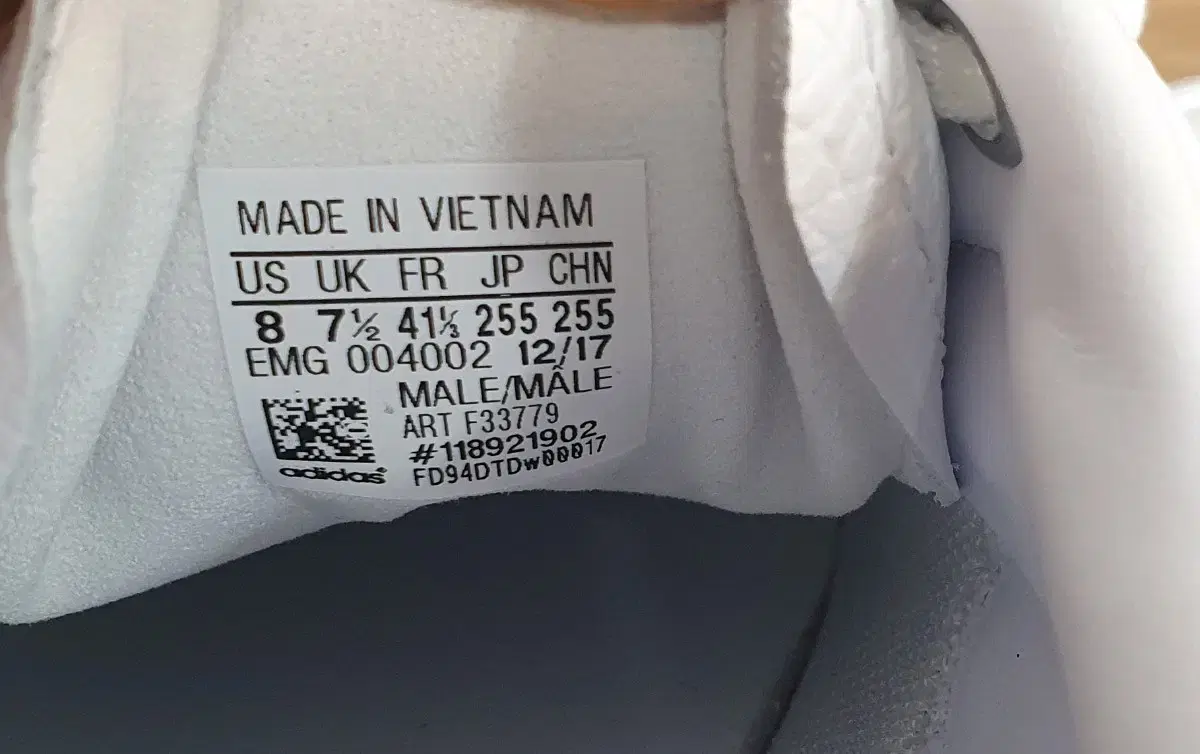 MADE IN VIETNAM
US UK FR JP CHN
8 7½ 41⅓ 255 255
EMG 004002 12/17
MALE/MÂLE
ART F33779
#118921902
adidas FD94DTDW00017